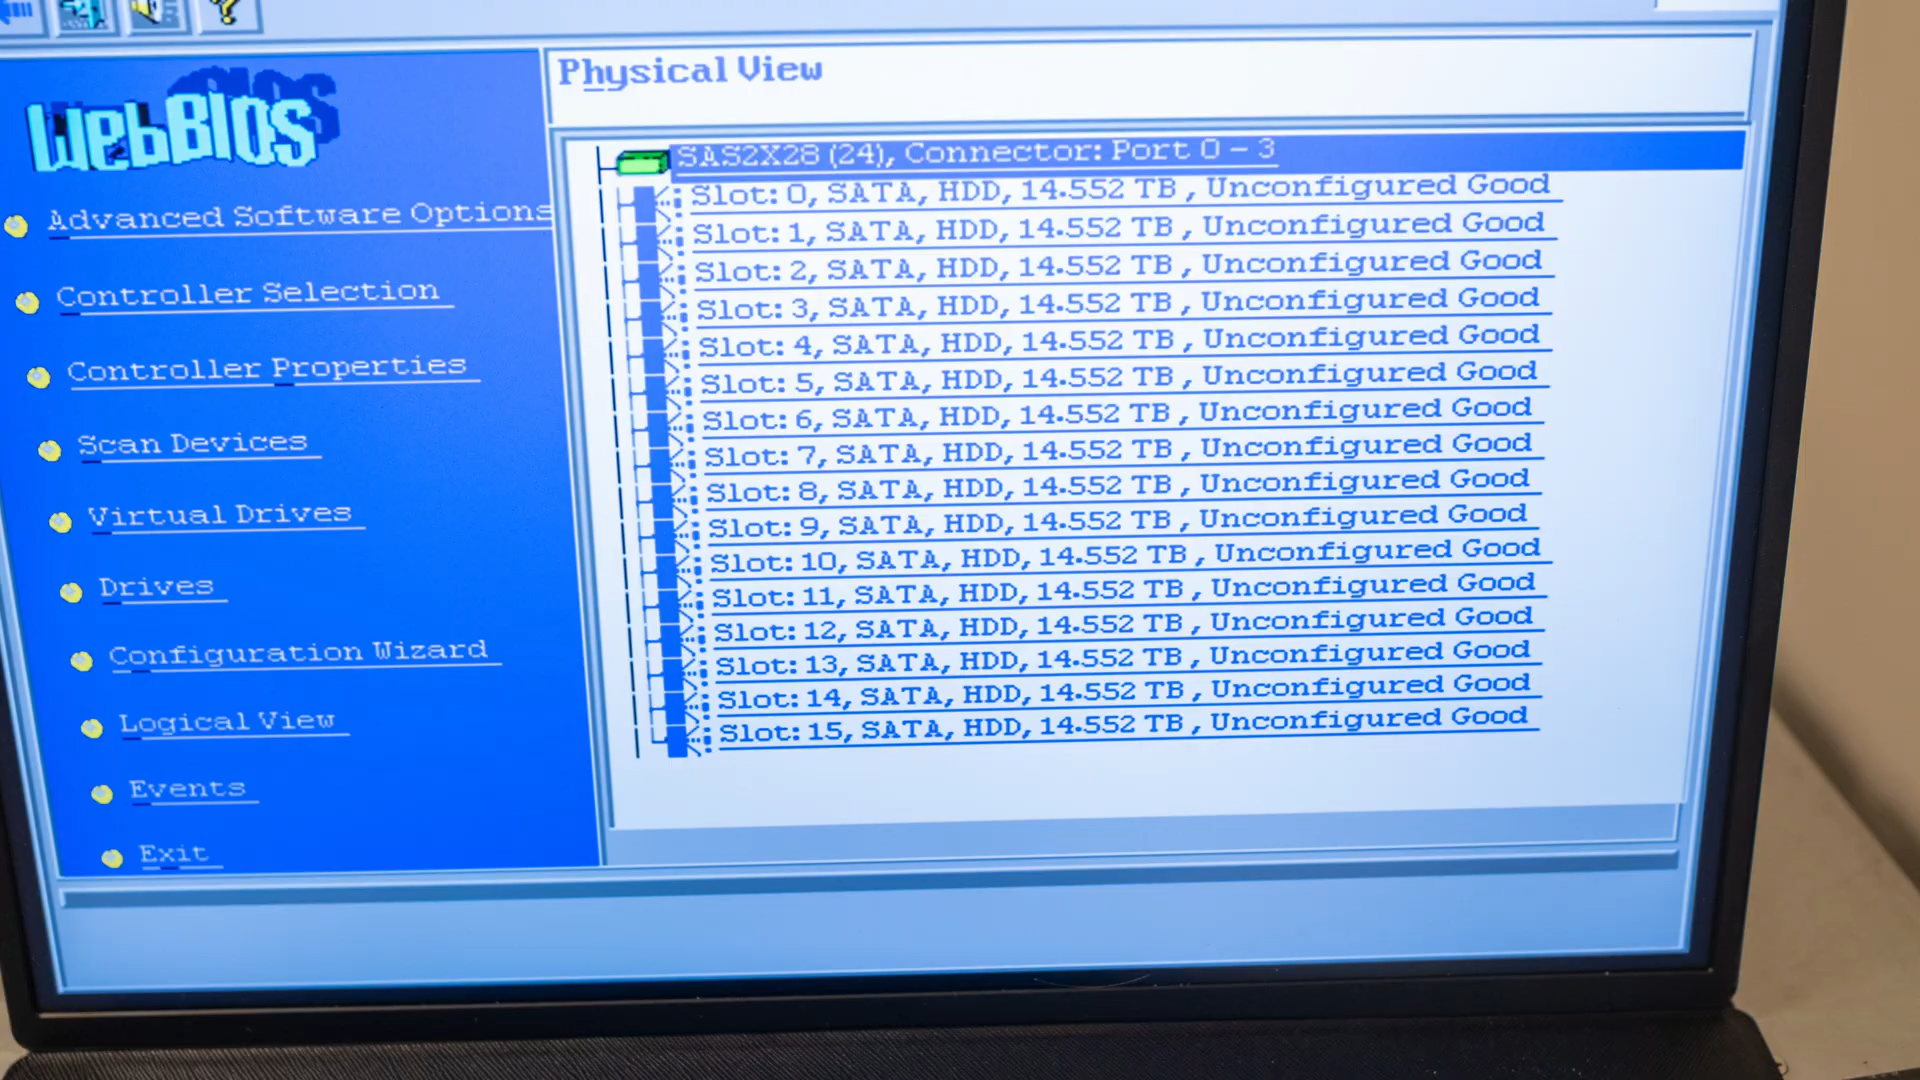 WebBIOS
Advanced Software Options
Controller Selection
Controller Properties
Scan Devices
Virtual Drives
Drives
Configuration Wizard
Logical View
Events
Exit
Physical View
SAS2X28 (24), Connector: Port 0 - 3
Slot: 0, SATA, HDD, 14.552 TB , Unconfigured Good
Slot: 1, SATA, HDD, 14.552 TB , Unconfigured Good
Slot: 2, SATA, HDD, 14.552 TB , Unconfigured Good
Slot: 3, SATA, HDD, 14.552 TB , Unconfigured Good
Slot: 4, SATA, HDD, 14.552 TB , Unconfigured Good
Slot: 5, SATA, HDD, 14.552 TB , Unconfigured Good
Slot: 6, SATA, HDD, 14.552 TB , Unconfigured Good
Slot: 7, SATA, HDD, 14.552 TB , Unconfigured Good
Slot: 8, SATA, HDD, 14.552 TB , Unconfigured Good
Slot: 9, SATA, HDD, 14.552 TB , Unconfigured Good
Slot: 10, SATA, HDD, 14.552 TB , Unconfigured Good
Slot: 11, SATA, HDD, 14.552 TB , Unconfigured Good
Slot: 12, SATA, HDD, 14.552 TB , Unconfigured Good
Slot: 13, SATA, HDD, 14.552 TB , Unconfigured Good
Slot: 14, SATA, HDD, 14.552 TB , Unconfigured Good
Slot: 15, SATA, HDD, 14.552 TB , Unconfigured Good